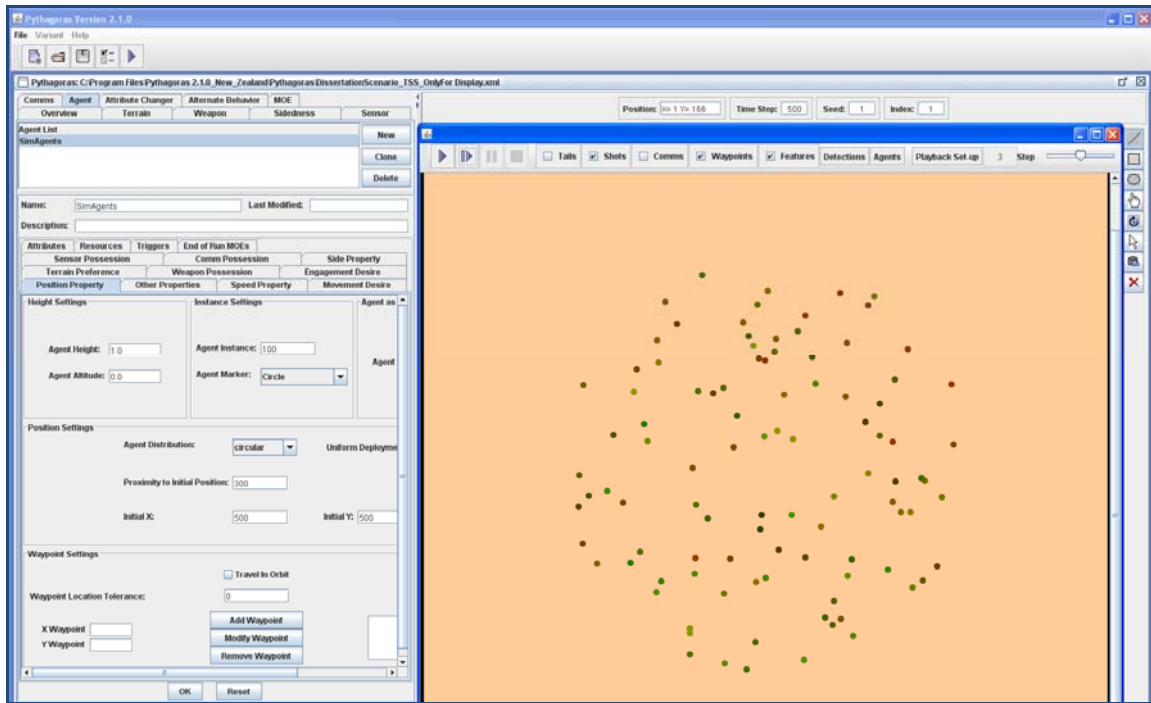 Pythagoras Version 2.1.0
File Variant Help
Pythagoras: C:\Program Files\Pythagoras 2.1.0_New_Zealand\Pythagoras\DissertationScenario_TSS_OnlyFor Display.xml
Comms Agent Attribute Changer Alternate Behavior MOE
Overview Terrain Weapon Sidedness Sensor
Agent List
SimAgents
New
Clone
Delete
Name: SimAgents Last Modified:
Description:
Attributes Resources Triggers End of Run MOEs
Sensor Possession Comm Possession Side Property
Terrain Preference Weapon Possession Engagement Desire
Position Property Other Properties Speed Property Movement Desire
Height Settings Instance Settings Agent as
Agent Height: 1.0 Agent Instance: 100
Agent
Agent Altitude: 0.0 Agent Marker: Circle
Position Settings
Agent Distribution: circular Uniform Deployme
Proximity to Initial Position: 300
Initial X: 500 Initial Y: 500
Waypoint Settings
Travel In Orbit
Waypoint Location Tolerance: 0
Add Waypoint
X Waypoint
Modify Waypoint
Y Waypoint
Remove Waypoint
OK Reset
Position: X= 1 Y= 186 Time Step: 500 Seed: 1 Index: 1
Tails Shots Comms Waypoints Features Detections Agents Playback Set-up 3 Step